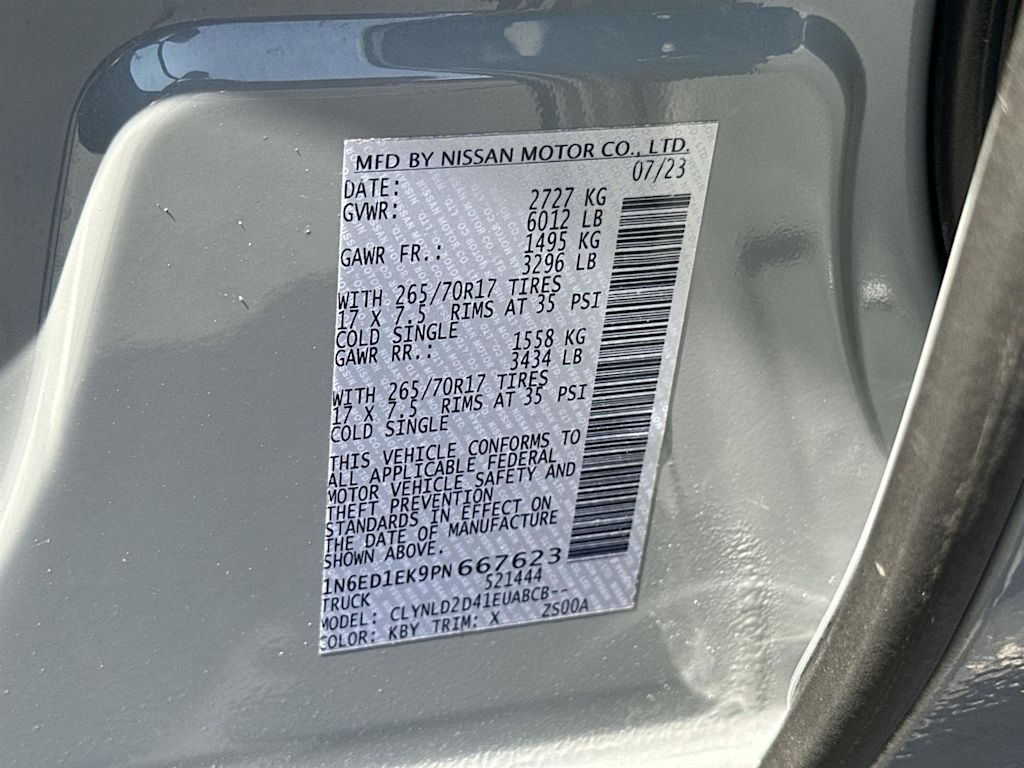 MFD BY NISSAN MOTOR CO., LTD.
DATE: 07/23
GVWR: 2727 KG
6012 LB
GAWR FR.: 1495 KG
3296 LB
WITH 265/70R17 TIRES
17 X 7.5 RIMS AT 35 PSI
COLD SINGLE
GAWR RR.: 1558 KG
3434 LB
WITH 265/70R17 TIRES
17 X 7.5 RIMS AT 35 PSI
COLD SINGLE
THIS VEHICLE CONFORMS TO
ALL APPLICABLE FEDERAL
MOTOR VEHICLE SAFETY AND
THEFT PREVENTION
STANDARDS IN EFFECT ON
THE DATE OF MANUFACTURE
SHOWN ABOVE.
1N6ED1EK9PN667623
521444
TRUCK
MODEL: CLYNLD2D41EUABCB--
COLOR: KBY TRIM: X ZS00A